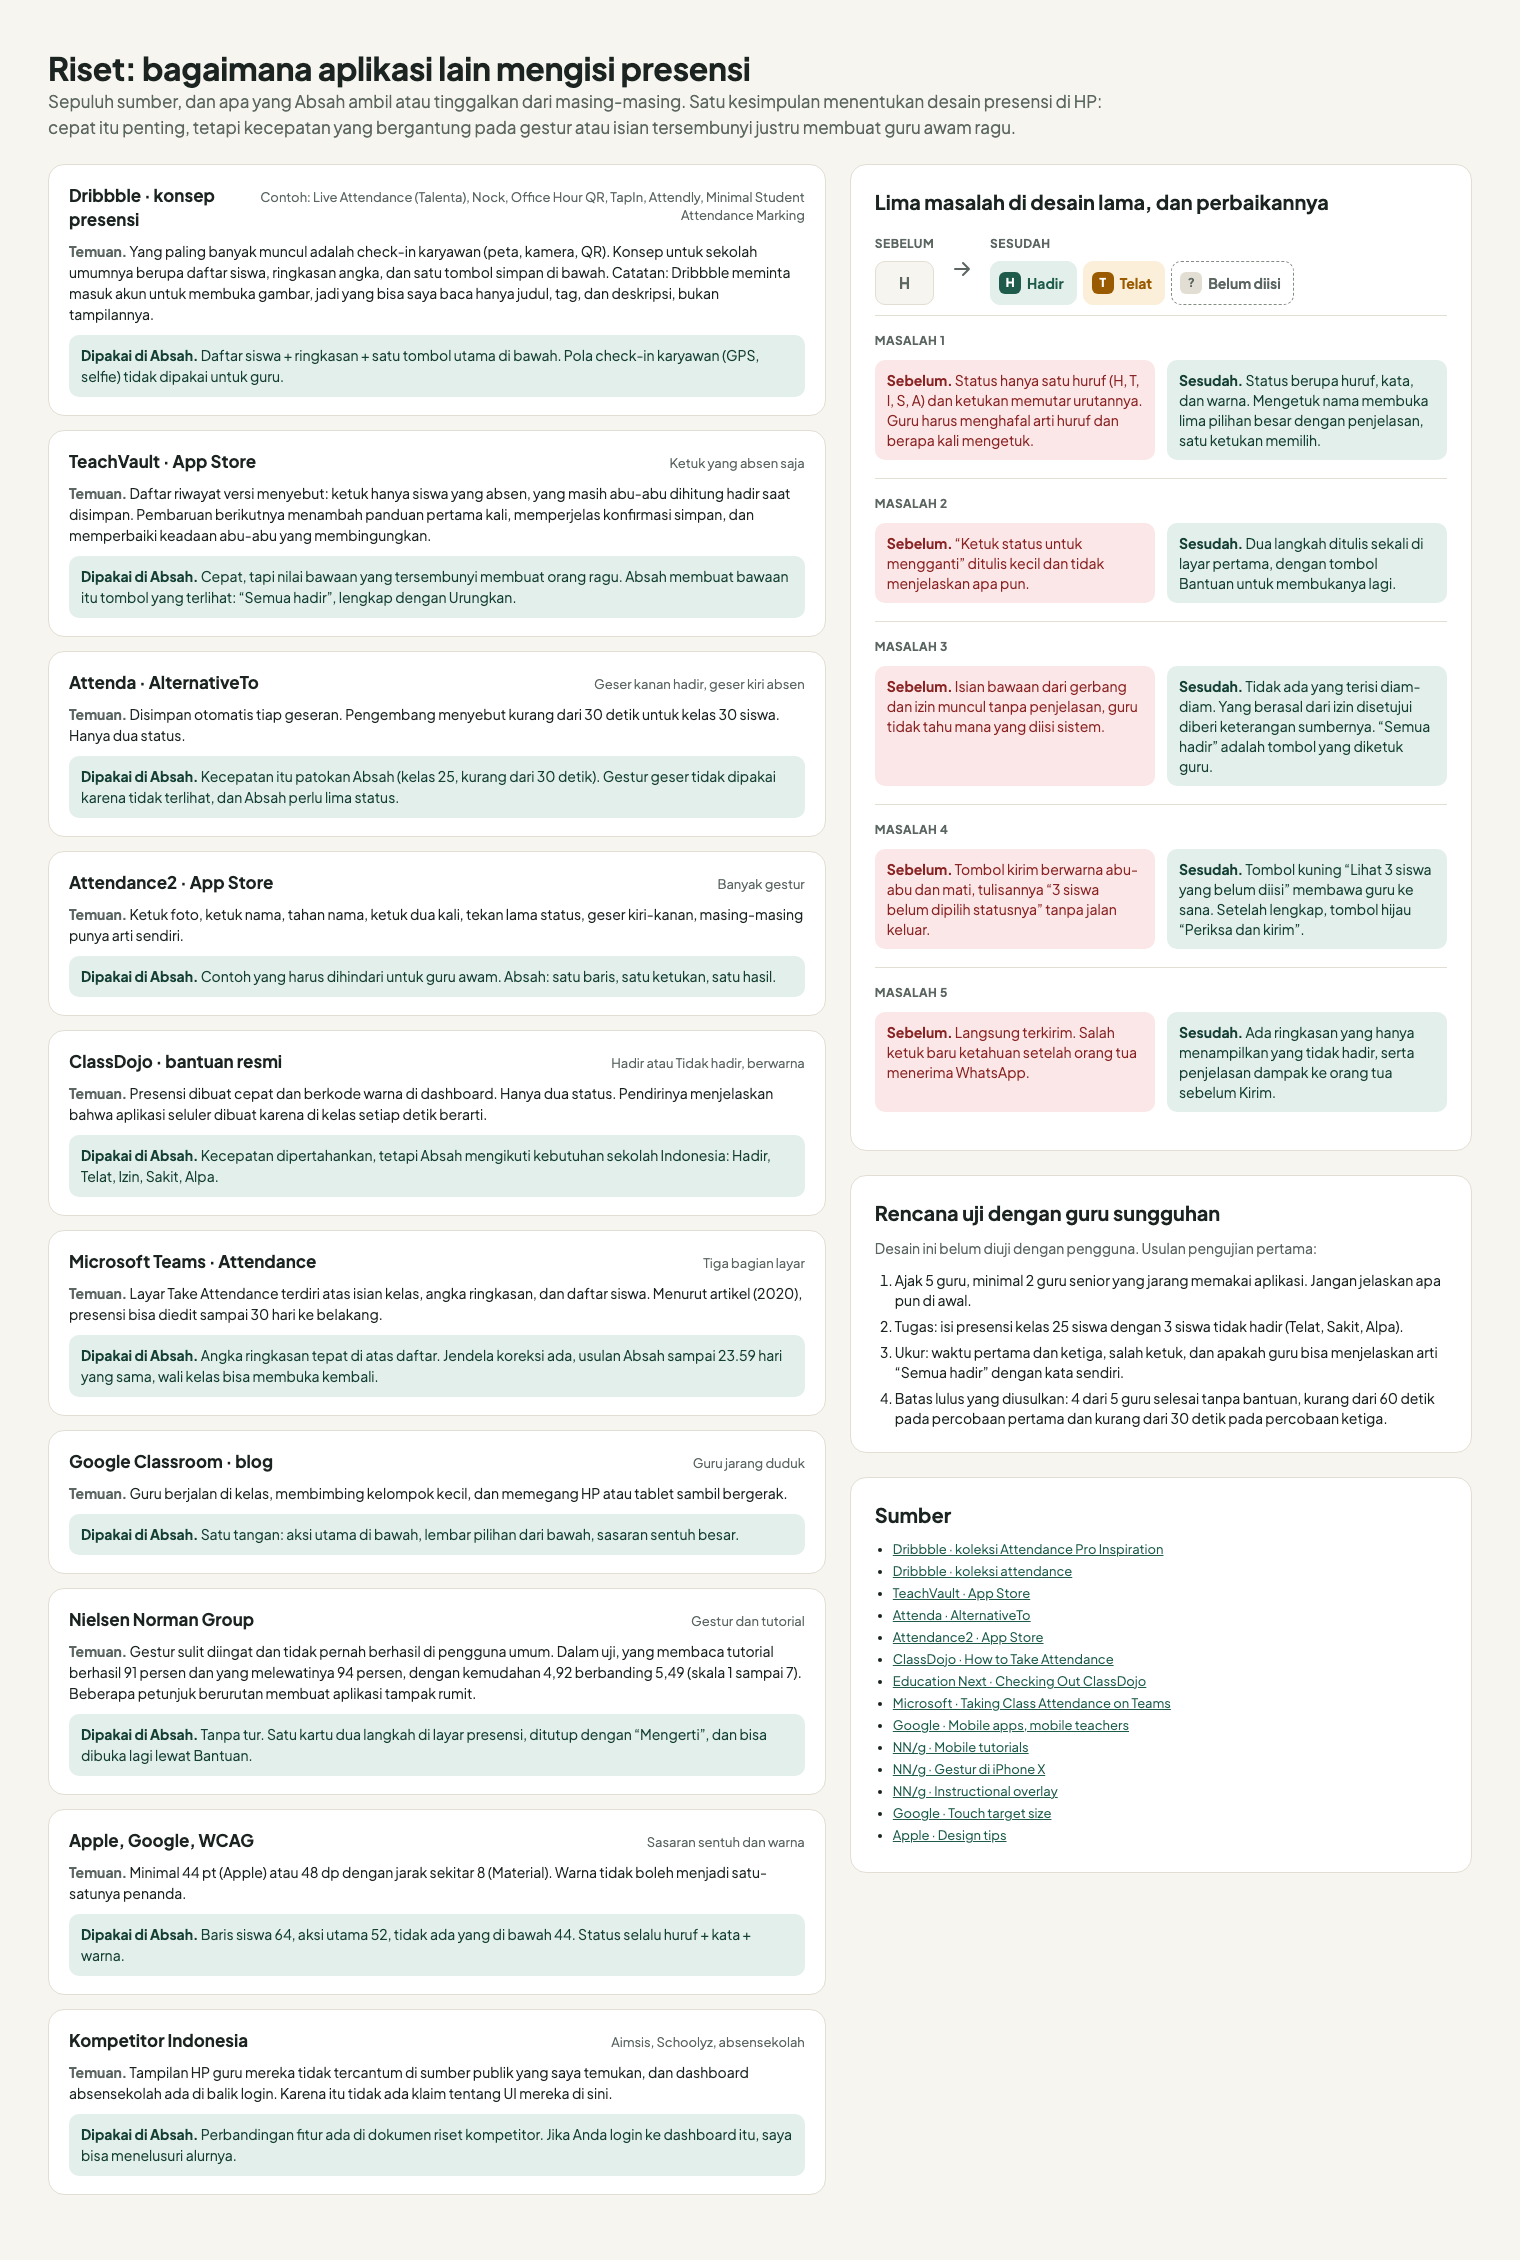 Riset: bagaimana aplikasi lain mengisi presensi
Sepuluh sumber, dan apa yang Absah ambil atau tinggalkan dari masing-masing. Satu kesimpulan menentukan desain presensi di HP:
cepat itu penting, tetapi kecepatan yang bergantung pada gestur atau isian tersembunyi justru membuat guru awam ragu.
Dribbble · konsep
presensi
Contoh: Live Attendance (Talenta), Nock, Office Hour QR, TapIn, Attendly, Minimal Student
Attendance Marking
Temuan. Yang paling banyak muncul adalah check-in karyawan (peta, kamera, QR). Konsep untuk sekolah
umumnya berupa daftar siswa, ringkasan angka, dan satu tombol simpan di bawah. Catatan: Dribbble meminta
masuk akun untuk membuka gambar, jadi yang bisa saya baca hanya judul, tag, dan deskripsi, bukan
tampilannya.
Dipakai di Absah. Daftar siswa + ringkasan + satu tombol utama di bawah. Pola check-in karyawan (GPS,
selfie) tidak dipakai untuk guru.
TeachVault · App Store
Ketuk yang absen saja
Temuan. Daftar riwayat versi menyebut: ketuk hanya siswa yang absen, yang masih abu-abu dihitung hadir saat
disimpan. Pembaruan berikutnya menambah panduan pertama kali, memperjelas konfirmasi simpan, dan
memperbaiki keadaan abu-abu yang membingungkan.
Dipakai di Absah. Cepat, tapi nilai bawaan yang tersembunyi membuat orang ragu. Absah membuat bawaan
itu tombol yang terlihat: “Semua hadir”, lengkap dengan Urungkan.
Attenda · AlternativeTo
Geser kanan hadir, geser kiri absen
Temuan. Disimpan otomatis tiap geseran. Pengembang menyebut kurang dari 30 detik untuk kelas 30 siswa.
Hanya dua status.
Dipakai di Absah. Kecepatan itu patokan Absah (kelas 25, kurang dari 30 detik). Gestur geser tidak dipakai
karena tidak terlihat, dan Absah perlu lima status.
Attendance2 · App Store
Banyak gestur
Temuan. Ketuk foto, ketuk nama, tahan nama, ketuk dua kali, tekan lama status, geser kiri-kanan, masing-masing
punya arti sendiri.
Dipakai di Absah. Contoh yang harus dihindari untuk guru awam. Absah: satu baris, satu ketukan, satu hasil.
ClassDojo · bantuan resmi
Hadir atau Tidak hadir, berwarna
Temuan. Presensi dibuat cepat dan berkode warna di dashboard. Hanya dua status. Pendirinya menjelaskan
bahwa aplikasi seluler dibuat karena di kelas setiap detik berarti.
Dipakai di Absah. Kecepatan dipertahankan, tetapi Absah mengikuti kebutuhan sekolah Indonesia: Hadir,
Telat, Izin, Sakit, Alpa.
Microsoft Teams · Attendance
Tiga bagian layar
Temuan. Layar Take Attendance terdiri atas isian kelas, angka ringkasan, dan daftar siswa. Menurut artikel (2020),
presensi bisa diedit sampai 30 hari ke belakang.
Dipakai di Absah. Angka ringkasan tepat di atas daftar. Jendela koreksi ada, usulan Absah sampai 23.59 hari
yang sama, wali kelas bisa membuka kembali.
Google Classroom · blog
Guru jarang duduk
Temuan. Guru berjalan di kelas, membimbing kelompok kecil, dan memegang HP atau tablet sambil bergerak.
Dipakai di Absah. Satu tangan: aksi utama di bawah, lembar pilihan dari bawah, sasaran sentuh besar.
Nielsen Norman Group
Gestur dan tutorial
Temuan. Gestur sulit diingat dan tidak pernah berhasil di pengguna umum. Dalam uji, yang membaca tutorial
berhasil 91 persen dan yang melewatinya 94 persen, dengan kemudahan 4,92 berbanding 5,49 (skala 1 sampai 7).
Beberapa petunjuk berurutan membuat aplikasi tampak rumit.
Dipakai di Absah. Tanpa tur. Satu kartu dua langkah di layar presensi, ditutup dengan “Mengerti”, dan bisa
dibuka lagi lewat Bantuan.
Apple, Google, WCAG
Sasaran sentuh dan warna
Temuan. Minimal 44 pt (Apple) atau 48 dp dengan jarak sekitar 8 (Material). Warna tidak boleh menjadi satu-
satunya penanda.
Dipakai di Absah. Baris siswa 64, aksi utama 52, tidak ada yang di bawah 44. Status selalu huruf + kata +
warna.
Kompetitor Indonesia
Aimsis, Schoolyz, absensekolah
Temuan. Tampilan HP guru mereka tidak tercantum di sumber publik yang saya temukan, dan dashboard
absensekolah ada di balik login. Karena itu tidak ada klaim tentang UI mereka di sini.
Dipakai di Absah. Perbandingan fitur ada di dokumen riset kompetitor. Jika Anda login ke dashboard itu, saya
bisa menelusuri alurnya.
Lima masalah di desain lama, dan perbaikannya
SEBELUM
SESUDAH
H → H Hadir T Telat ? Belum diisi
MASALAH 1
Sebelum. Status hanya satu huruf (H, T,
I, S, A) dan ketukan memutar urutannya.
Guru harus menghafal arti huruf dan
berapa kali mengetuk.
Sesudah. Status berupa huruf, kata,
dan warna. Mengetuk nama membuka
lima pilihan besar dengan penjelasan,
satu ketukan memilih.
MASALAH 2
Sebelum. “Ketuk status untuk
mengganti” ditulis kecil dan tidak
menjelaskan apa pun.
Sesudah. Dua langkah ditulis sekali di
layar pertama, dengan tombol
Bantuan untuk membukanya lagi.
MASALAH 3
Sebelum. Isian bawaan dari gerbang
dan izin muncul tanpa penjelasan, guru
tidak tahu mana yang diisi sistem.
Sesudah. Tidak ada yang terisi diam-
diam. Yang berasal dari izin disetujui
diberi keterangan sumbernya. “Semua
hadir” adalah tombol yang diketuk
guru.
MASALAH 4
Sebelum. Tombol kirim berwarna abu-
abu dan mati, tulisannya “3 siswa
belum dipilih statusnya” tanpa jalan
keluar.
Sesudah. Tombol kuning “Lihat 3 siswa
yang belum diisi” membawa guru ke
sana. Setelah lengkap, tombol hijau
“Periksa dan kirim”.
MASALAH 5
Sebelum. Langsung terkirim. Salah
ketuk baru ketahuan setelah orang tua
menerima WhatsApp.
Sesudah. Ada ringkasan yang hanya
menampilkan yang tidak hadir, serta
penjelasan dampak ke orang tua
sebelum Kirim.
Rencana uji dengan guru sungguhan
Desain ini belum diuji dengan pengguna. Usulan pengujian pertama:
1. Ajak 5 guru, minimal 2 guru senior yang jarang memakai aplikasi. Jangan jelaskan apa
pun di awal.
2. Tugas: isi presensi kelas 25 siswa dengan 3 siswa tidak hadir (Telat, Sakit, Alpa).
3. Ukur: waktu pertama dan ketiga, salah ketuk, dan apakah guru bisa menjelaskan arti
“Semua hadir” dengan kata sendiri.
4. Batas lulus yang diusulkan: 4 dari 5 guru selesai tanpa bantuan, kurang dari 60 detik
pada percobaan pertama dan kurang dari 30 detik pada percobaan ketiga.
Sumber
• Dribbble · koleksi Attendance Pro Inspiration
• Dribbble · koleksi attendance
• TeachVault · App Store
• Attenda · AlternativeTo
• Attendance2 · App Store
• ClassDojo · How to Take Attendance
• Education Next · Checking Out ClassDojo
• Microsoft · Taking Class Attendance on Teams
• Google · Mobile apps, mobile teachers
• NN/g · Mobile tutorials
• NN/g · Gestur di iPhone X
• NN/g · Instructional overlay
• Google · Touch target size
• Apple · Design tips